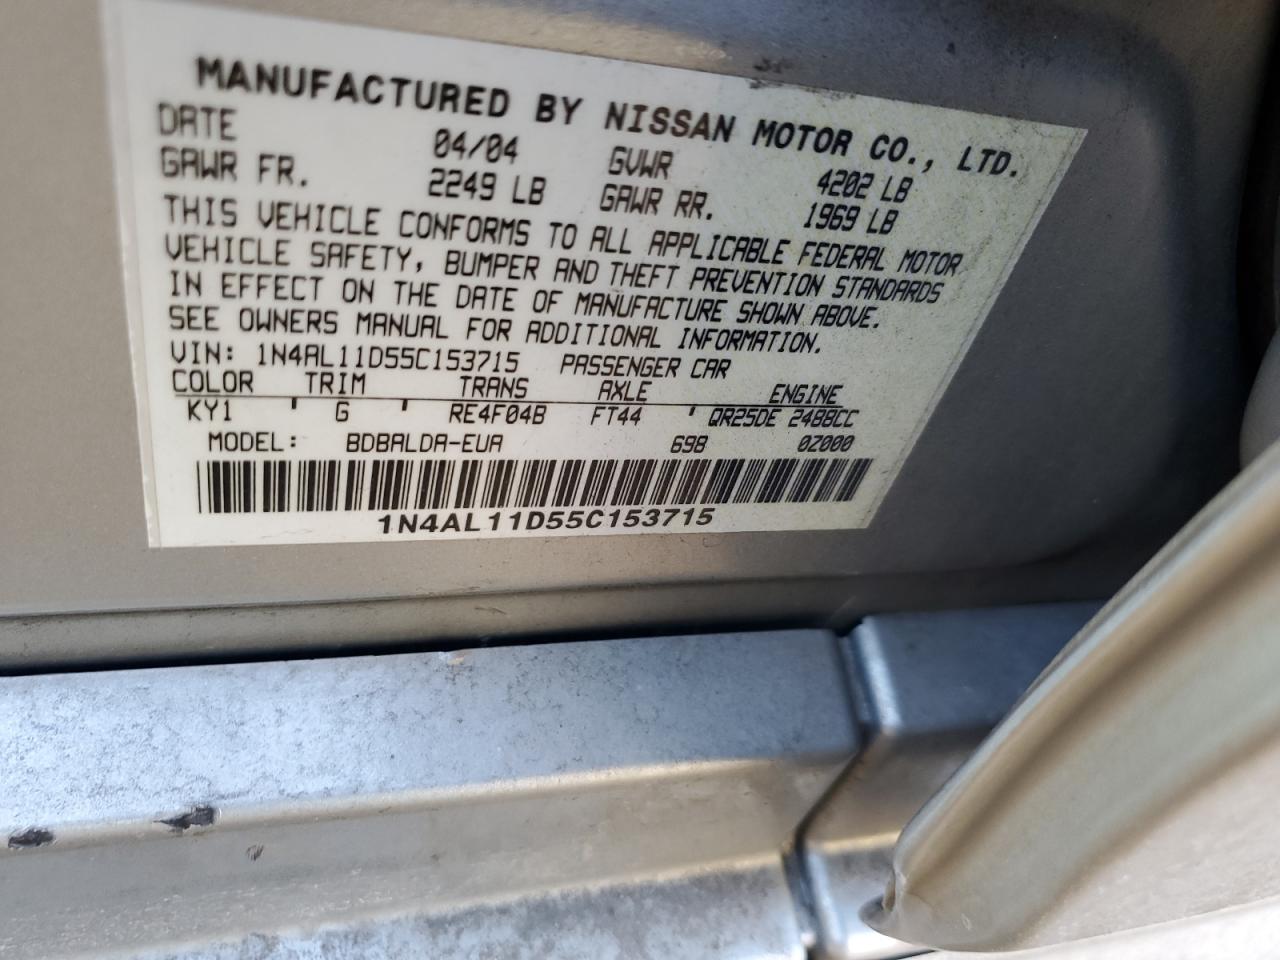 MANUFACTURED BY NISSAN MOTOR CO., LTD.
DATE 04/04 GVWR 4202 LB
GAWR FR. 2249 LB GAWR RR. 1969 LB
THIS VEHICLE CONFORMS TO ALL APPLICABLE FEDERAL MOTOR
VEHICLE SAFETY, BUMPER AND THEFT PREVENTION STANDARDS
IN EFFECT ON THE DATE OF MANUFACTURE SHOWN ABOVE.
SEE OWNERS MANUAL FOR ADDITIONAL INFORMATION.
VIN: 1N4AL11D55C153715 PASSENGER CAR
COLOR TRIM TRANS AXLE ENGINE
KY1 ' G ' RE4F04B FT44 ' QR25DE 2488CC
MODEL: BDBALDA-EUA 698 0Z000
1N4AL11D55C153715